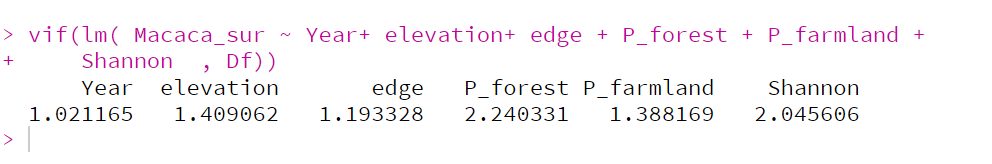 > vif(lm( Macaca_sur ~ Year+ elevation+ edge + P_forest + P_farmland +
+     Shannon  , Df))
    Year  elevation       edge   P_forest P_farmland    Shannon
1.021165   1.409062   1.193328   2.240331   1.388169   2.045606
>